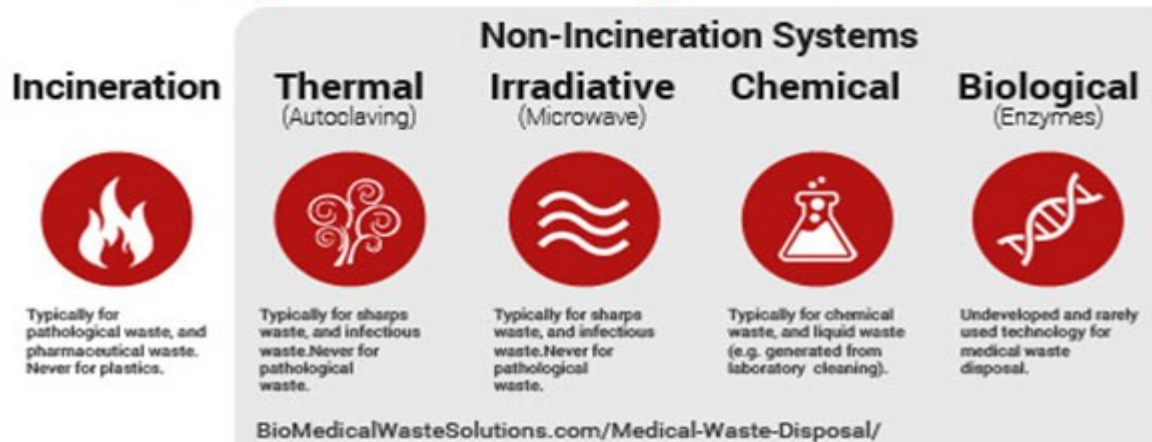 Non-Incineration Systems
Incineration
Thermal
(Autoclaving)
Irradiative
(Microwave)
Chemical
Biological
(Enzymes)
Typically for
pathological waste, and
pharmaceutical waste.
Never for plastics.
Typically for sharps
waste, and infectious
waste.Never for
pathological
waste.
Typically for sharps
waste, and infectious
waste.Never for
pathological
waste.
Typically for chemical
waste, and liquid waste
(e.g. generated from
laboratory cleaning).
Undeveloped and rarely
used technology for
medical waste
disposal.
BioMedicalWasteSolutions.com/Medical-Waste-Disposal/